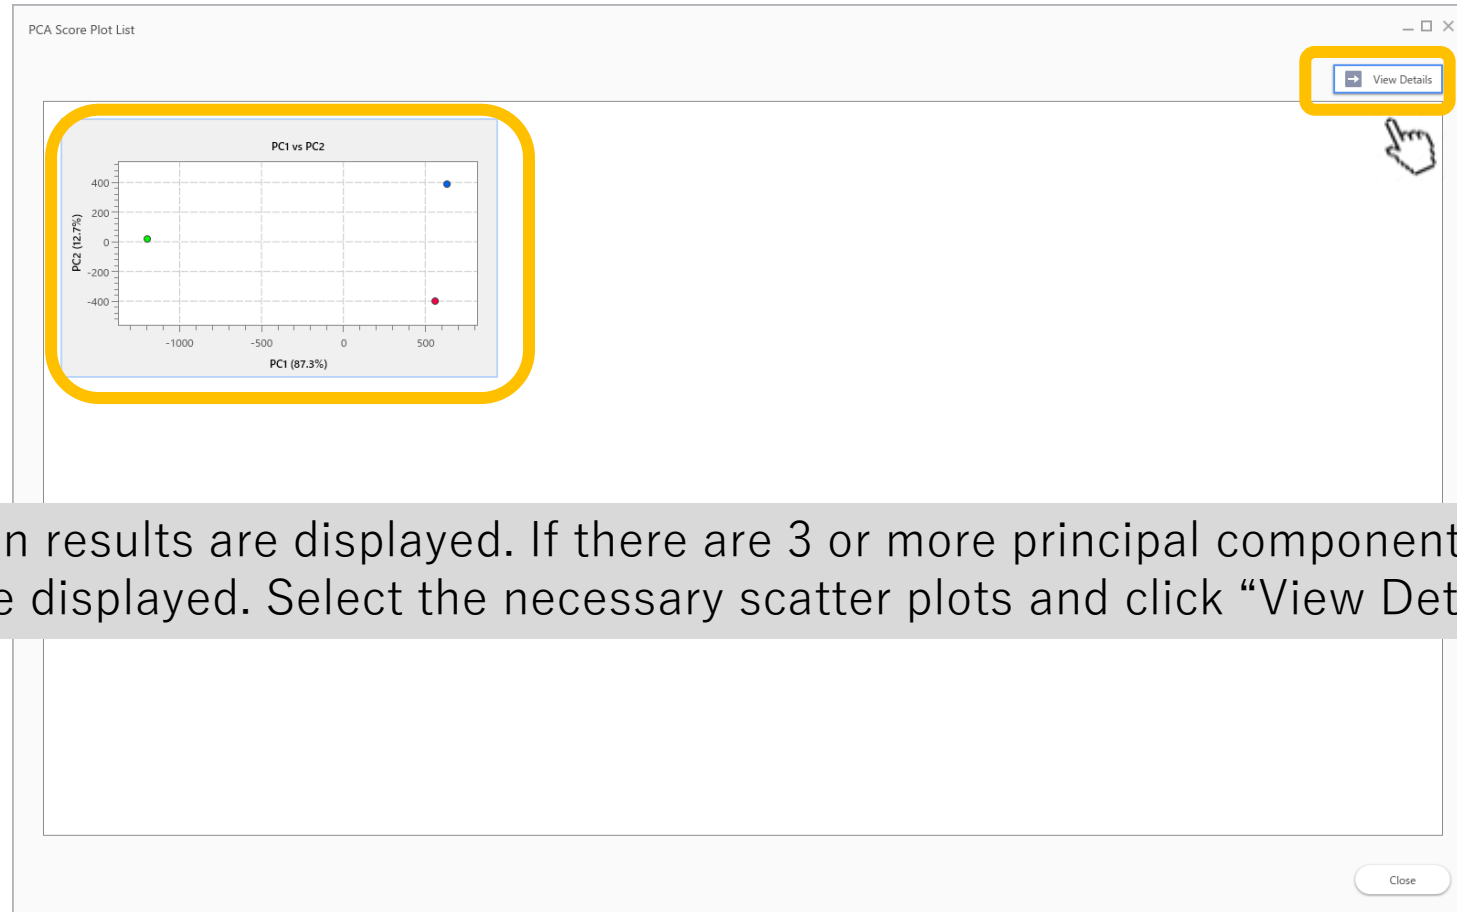 PCA Score Plot List
View Details
PC1 vs PC2
400
200
0
-200
-400
PC2 (12.7%)
-1000 -500 0 500
PC1 (87.3%)
n results are displayed. If there are 3 or more principal component
e displayed. Select the necessary scatter plots and click “View Det
Close